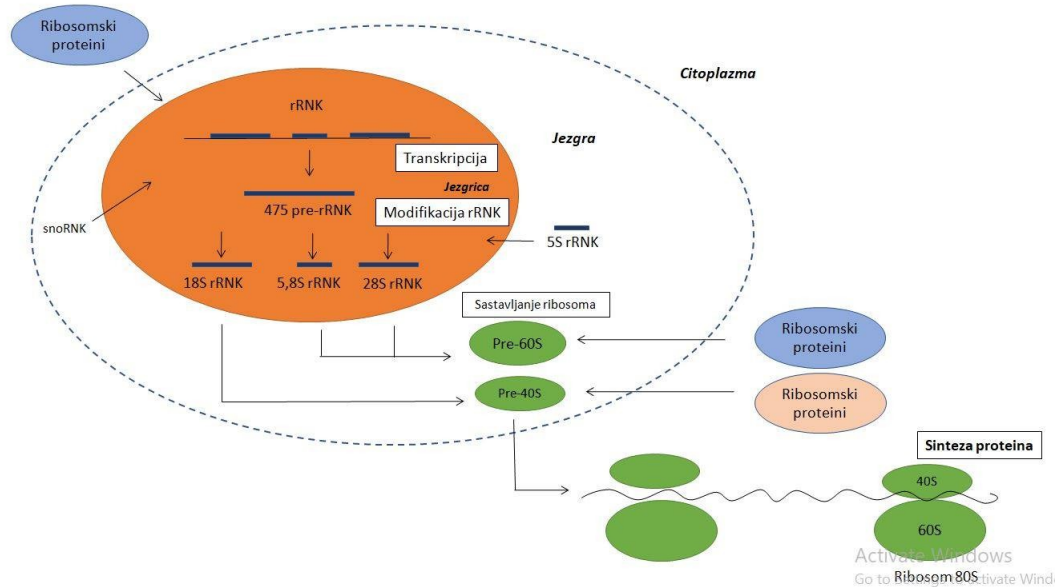 Ribosomski
proteini
Citoplazma
rRNK
Jezgra
Transkripcija
Jezgrica
475 pre-rRNK
Modifikacija rRNK
snoRNK
5S rRNK
18S rRNK
5,8S rRNK
28S rRNK
Sastavljanje ribosoma
Pre-60S
Ribosomski
proteini
Pre-40S
Ribosomski
proteini
Sinteza proteina
40S
60S
Activate Windows
Ribosom 80S
Go to